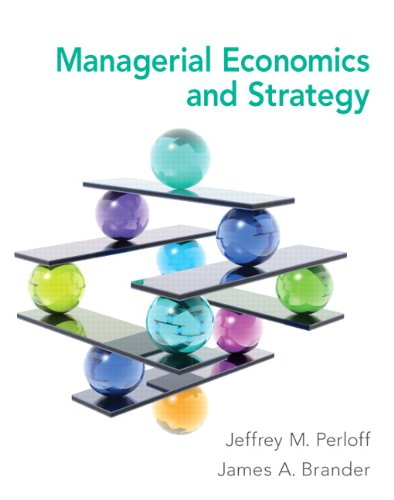 Managerial Economics
and Strategy
Jeffrey M. Perloff
James A. Brander